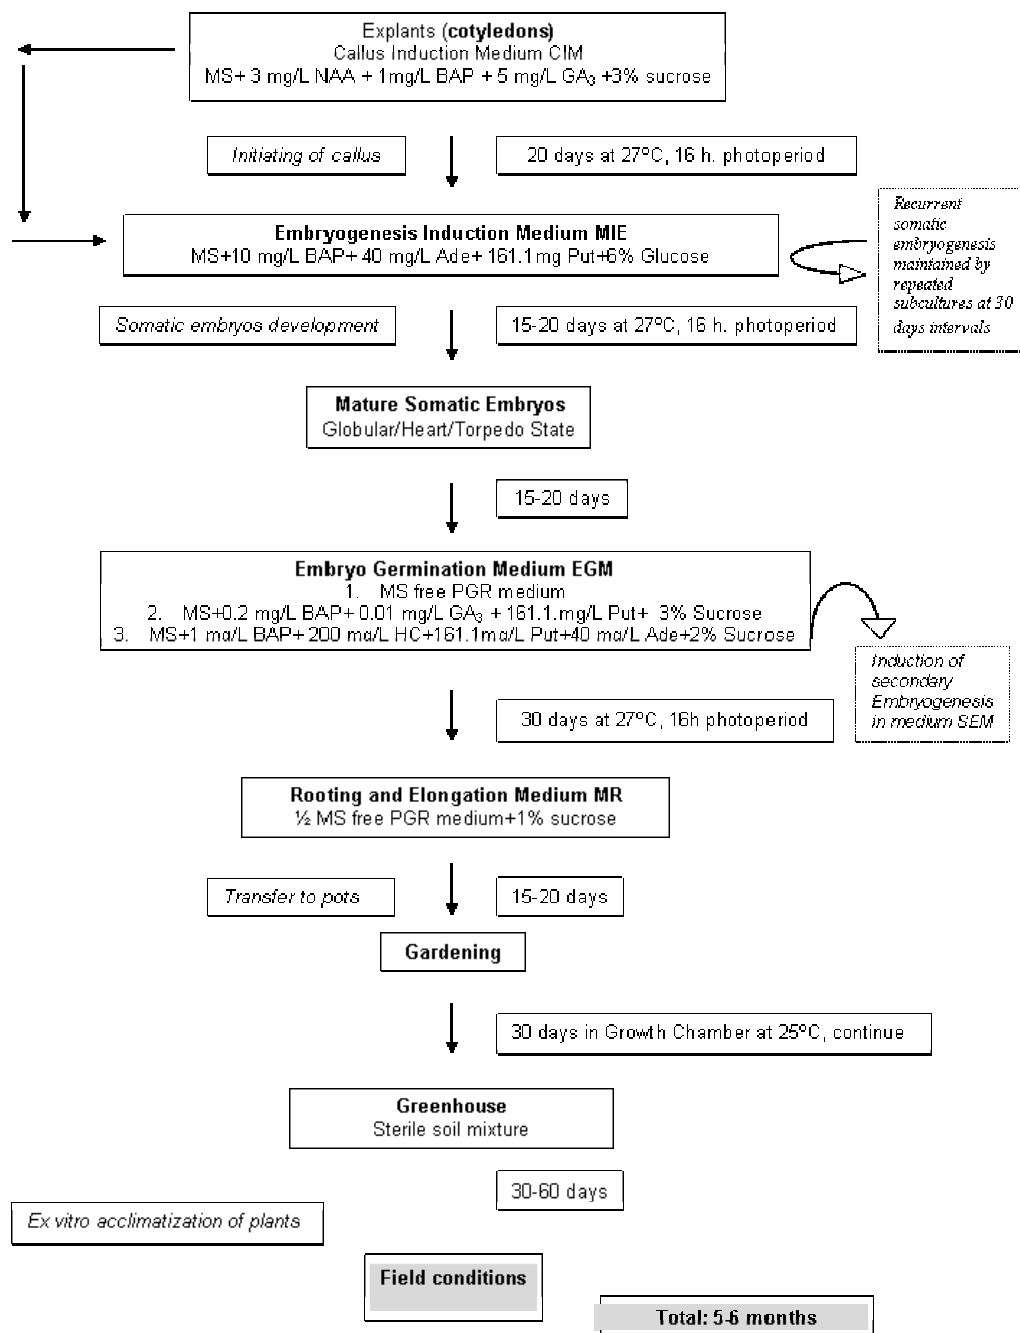 Explants (cotyledons)
Callus Induction Medium CIM
MS+ 3 mg/L NAA + 1mg/L BAP + 5 mg/L GA₃ +3% sucrose
Initiating of callus
20 days at 27ºC, 16 h. photoperiod
Embryogenesis Induction Medium MIE
MS+10 mg/L BAP+ 40 mg/L Ade+ 161.1mg Put+6% Glucose
Recurrent
somatic
embryogenesis
maintained by
repeated
subcultures at 30
days intervals
Somatic embryos development
15-20 days at 27ºC, 16 h. photoperiod
Mature Somatic Embryos
Globular/Heart/Torpedo State
15-20 days
Embryo Germination Medium EGM
1. MS free PGR medium
2. MS+0.2 mg/L BAP+ 0.01 mg/L GA₃ + 161.1.mg/L Put+ 3% Sucrose
3. MS+1 mg/L BAP+ 200 mg/L HC+161.1mg/L Put+40 mg/L Ade+2% Sucrose
Induction of
secondary
Embryogenesis
in medium SEM
30 days at 27ºC, 16h photoperiod
Rooting and Elongation Medium MR
½ MS free PGR medium+1% sucrose
Transfer to pots
15-20 days
Gardening
30 days in Growth Chamber at 25ºC, continue
Greenhouse
Sterile soil mixture
30-60 days
Ex vitro acclimatization of plants
Field conditions
Total: 5-6 months